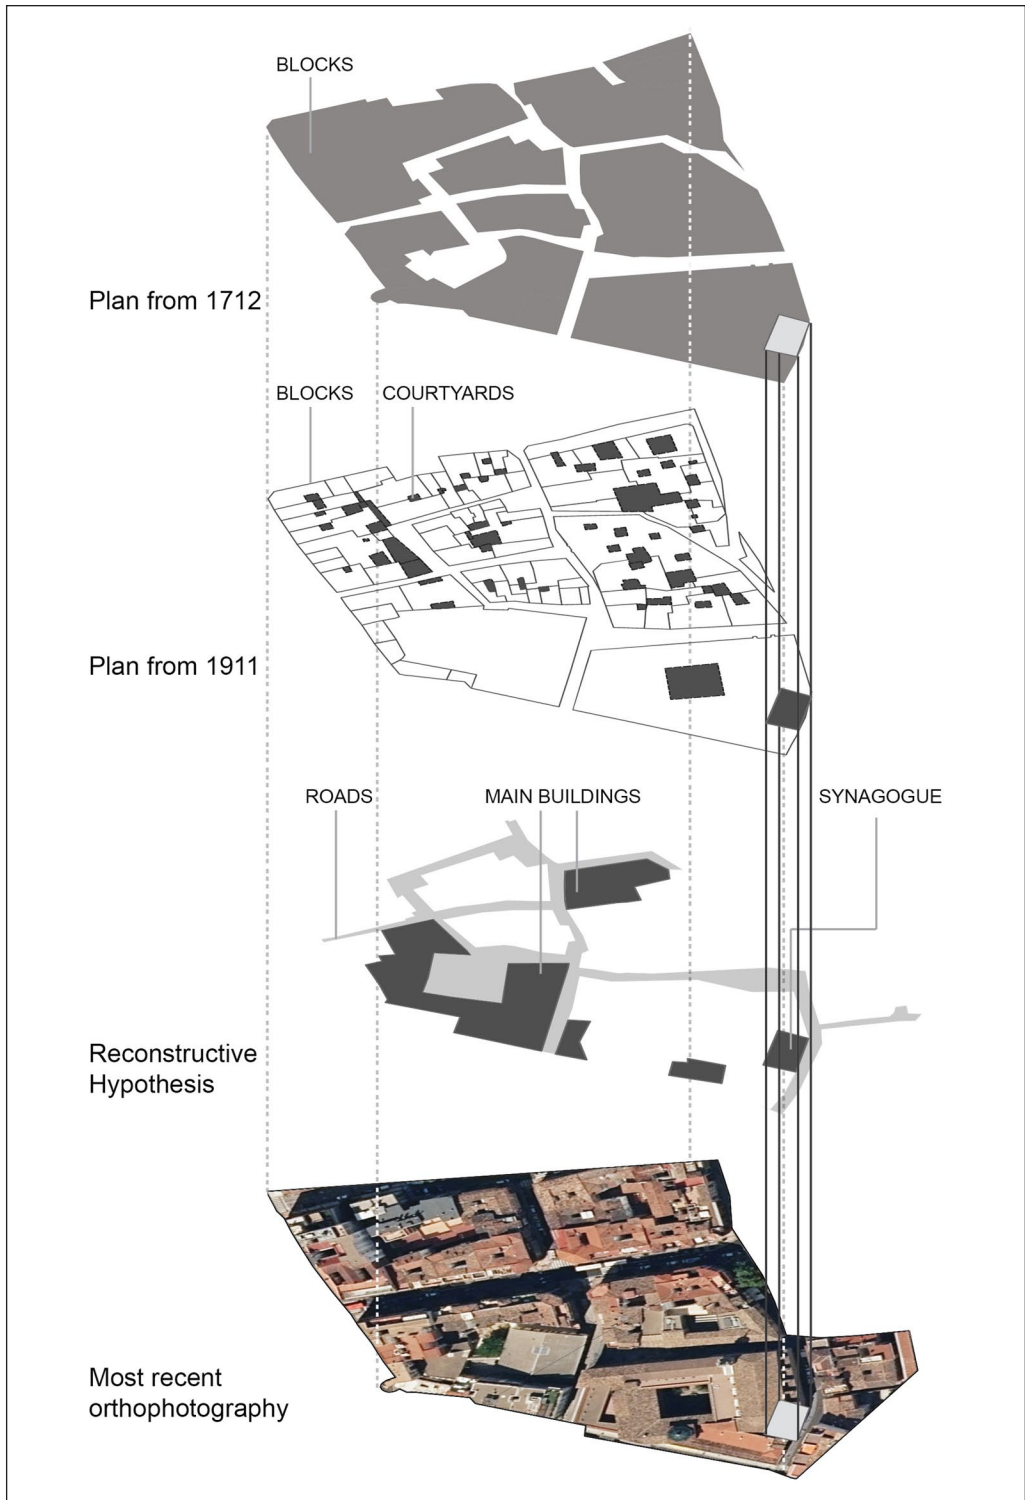 BLOCKS
Plan from 1712
BLOCKS
COURTYARDS
Plan from 1911
ROADS
MAIN BUILDINGS
SYNAGOGUE
Reconstructive
Hypothesis
Most recent
orthophotography